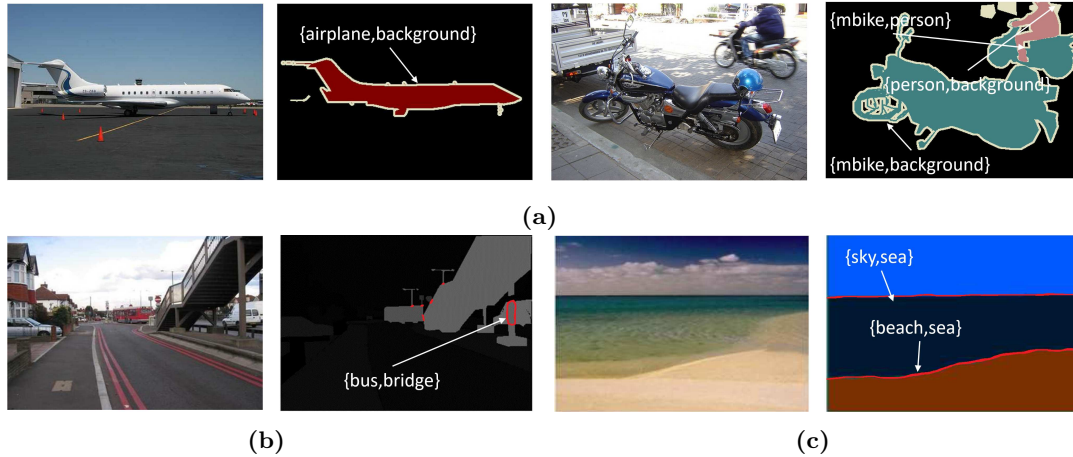 {airplane,background}
{mbike,person}
{person,background}
{mbike,background}
(a)
{bus,bridge}
{sky,sea}
{beach,sea}
(b)
(c)